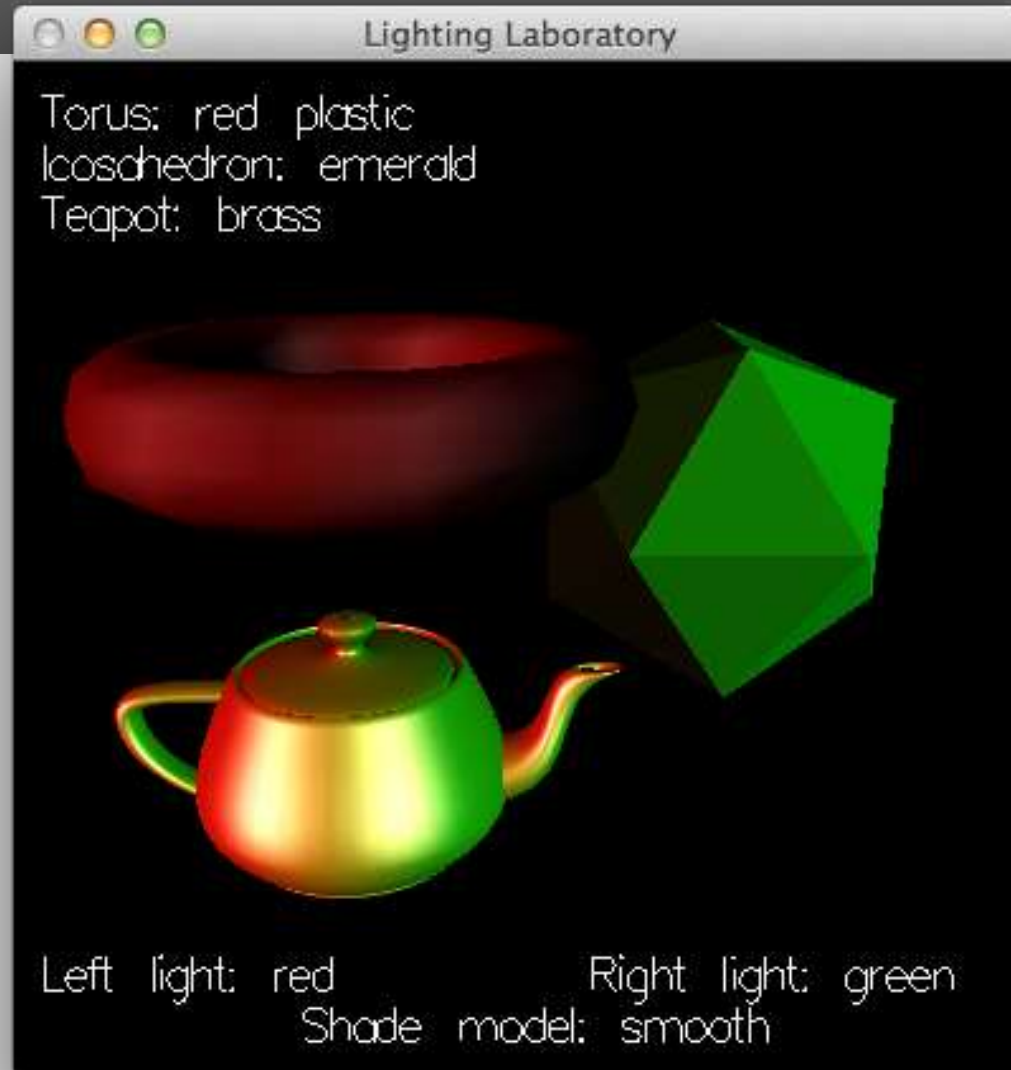 Lighting Laboratory
Torus: red plastic
Icosahedron: emerald
Teapot: brass
Left light: red Right light: green
Shade model: smooth